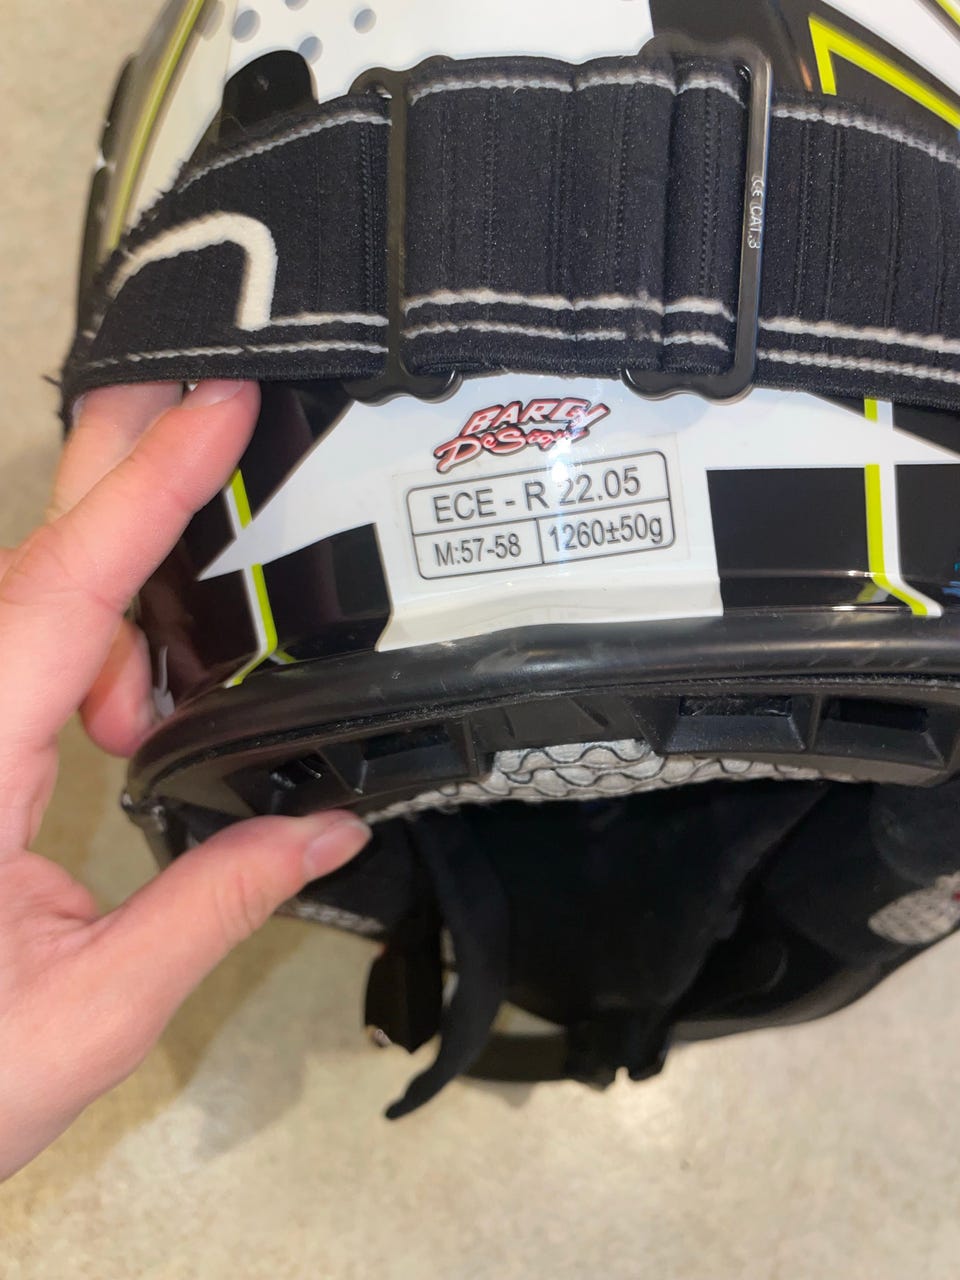 CE CAT.3
BARGY
DeSign
ECE - R 22.05
M:57-58
1260±50g